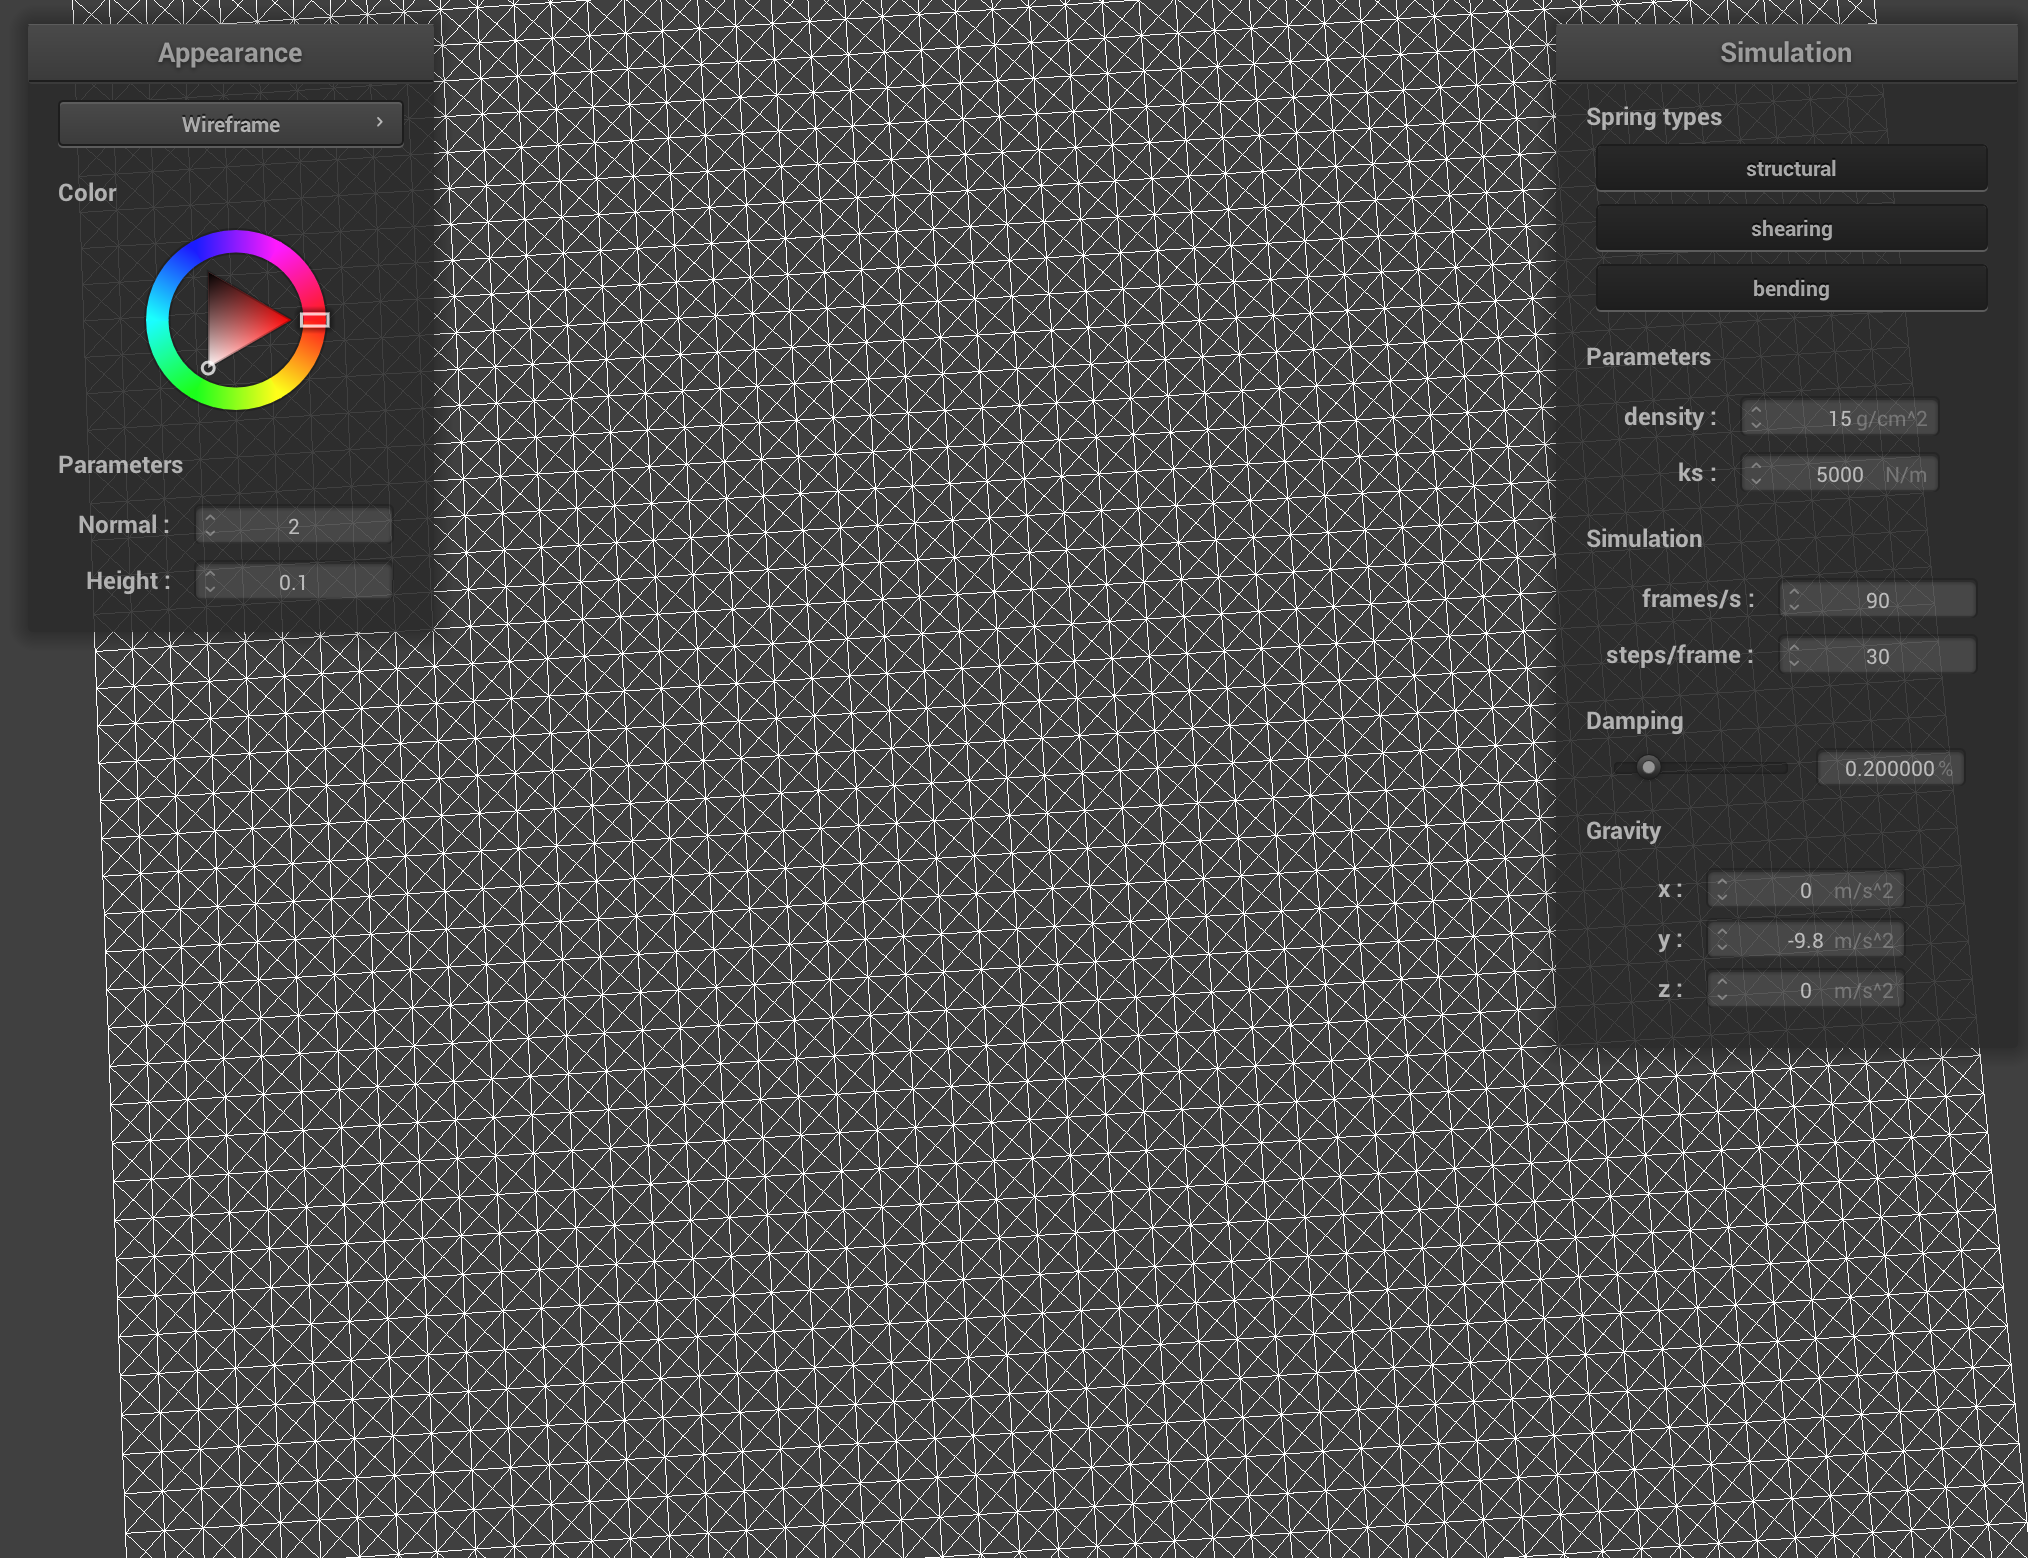 Appearance
Wireframe
Color
Parameters
Normal : 2
Height : 0.1
Simulation
Spring types
structural
shearing
bending
Parameters
density : 15 g/cm^2
ks : 5000 N/m
Simulation
frames/s : 90
steps/frame : 30
Damping
0.200000 %
Gravity
x : 0 m/s^2
y : -9.8 m/s^2
z : 0 m/s^2